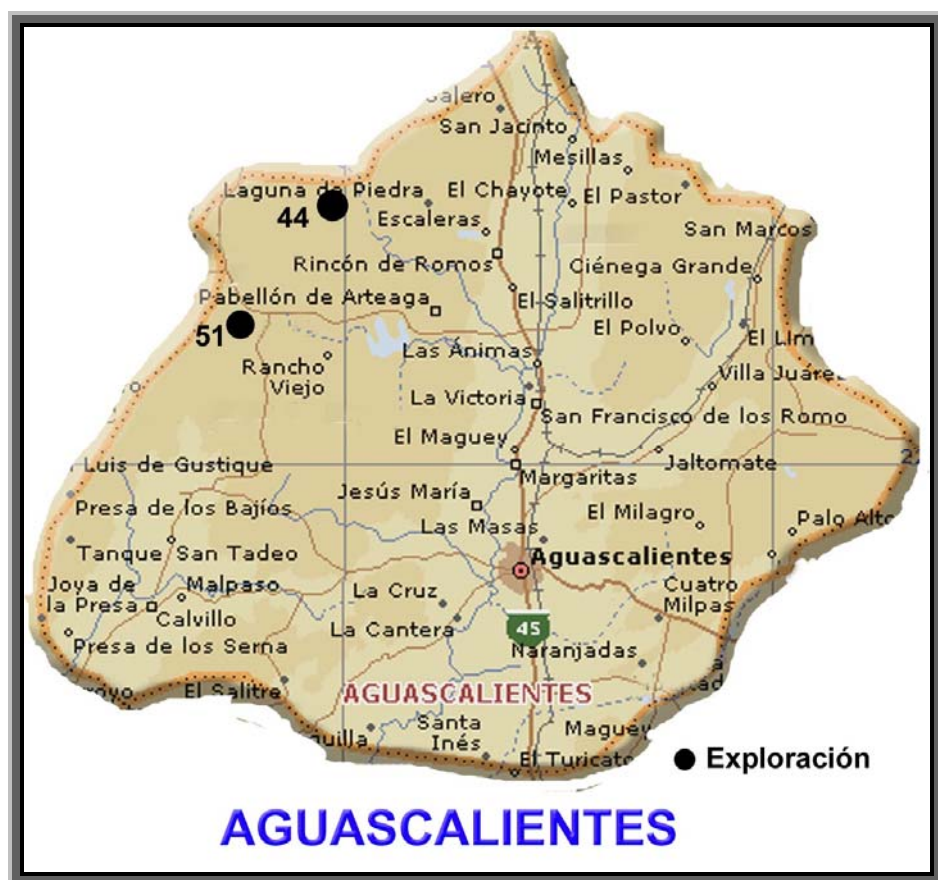 San Jacinto
Mesillas
Laguna de Piedra
El Chayote
El Pastor
44
Escaleras
San Marcos
Rincón de Romos
Ciénega Grande
Pabellón de Arteaga
El Salitrillo
51
El Polvo
Las Ánimas
Rancho
Viejo
Villa Juárez
La Victoria
San Francisco de los Romo
El Maguey
Luis de Gustique
Jaltomate
Margaritas
Jesús María
Presa de los Bajíos
El Milagro
Palo Alto
Las Masas
Tanque San Tadeo
Aguascalientes
Joya de
la Presa
Malpaso
La Cruz
Cuatro
Milpas
Calvillo
La Cantera
45
Presa de los Serna
Naranjadas
El Salitre
AGUASCALIENTES
Santa
Inés
Maguey
El Turicato
Exploración
AGUASCALIENTES